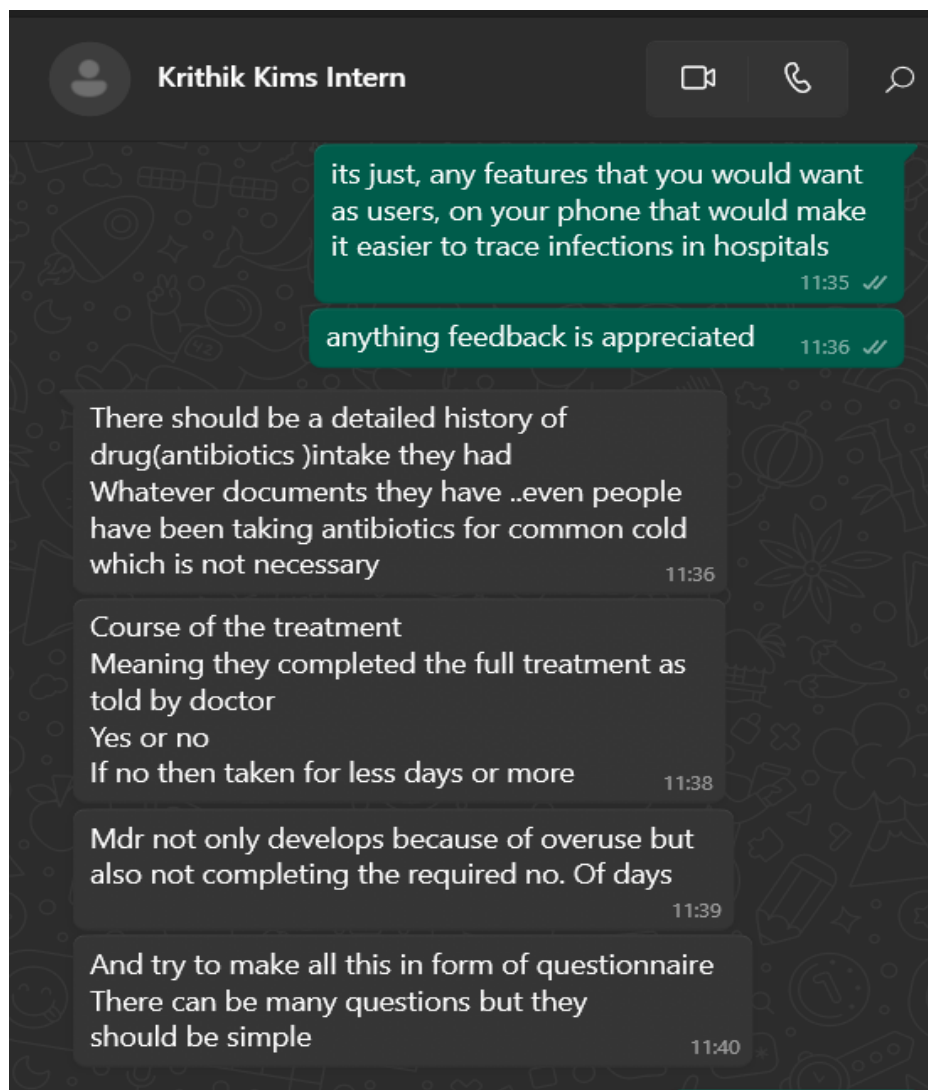 Krithik Kims Intern
its just, any features that you would want
as users, on your phone that would make
it easier to trace infections in hospitals
11:35
anything feedback is appreciated
11:36
There should be a detailed history of
drug(antibiotics )intake they had
Whatever documents they have ..even people
have been taking antibiotics for common cold
which is not necessary
11:36
Course of the treatment
Meaning they completed the full treatment as
told by doctor
Yes or no
If no then taken for less days or more
11:38
Mdr not only develops because of overuse but
also not completing the required no. Of days
11:39
And try to make all this in form of questionnaire
There can be many questions but they
should be simple
11:40